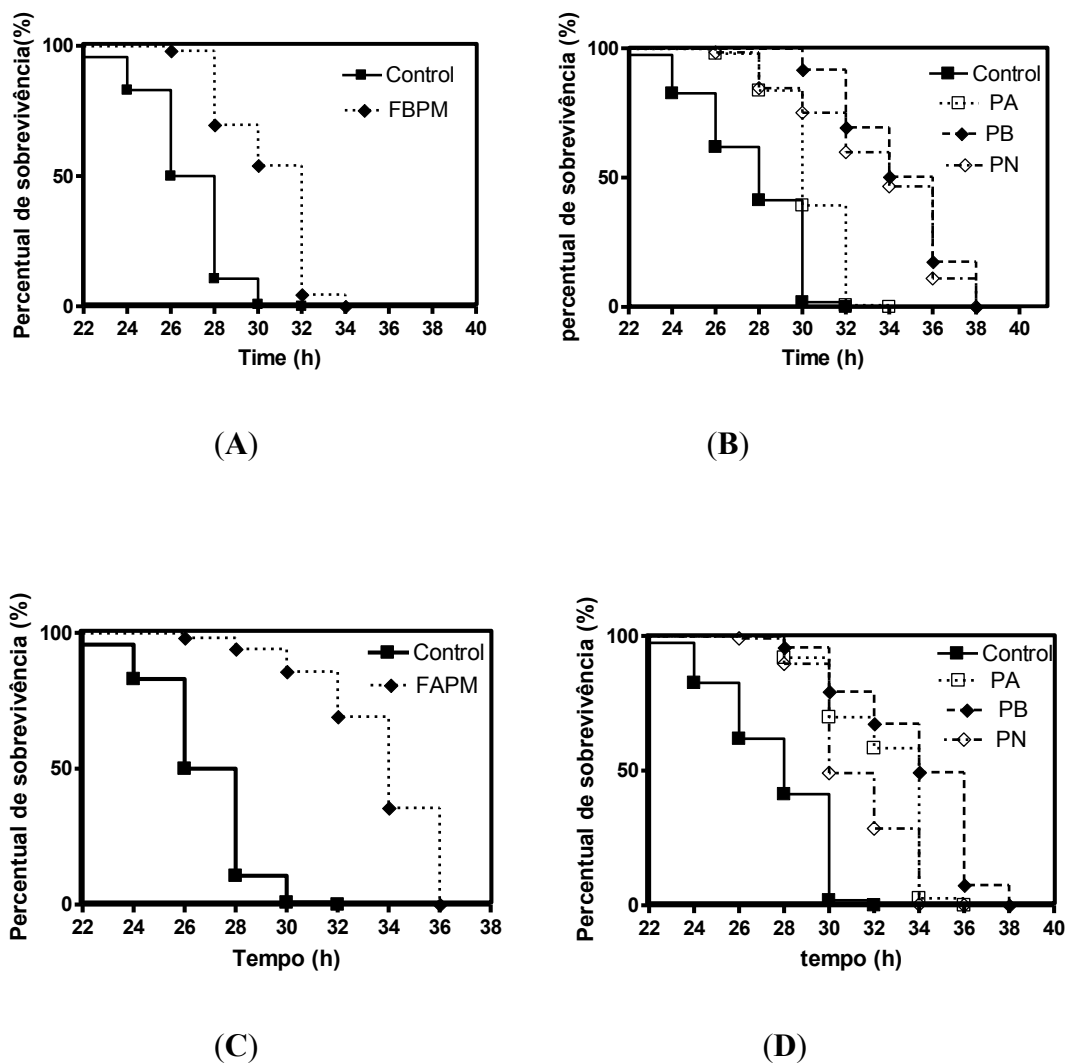 Percentual de sobrevivência(%)
100
50
0
22 24 26 28 30 32 34 36 38 40
Time (h)
Control
FBPM
(A)
percentual de sobrevivência (%)
100
50
0
22 24 26 28 30 32 34 36 38 40
Time (h)
Control
PA
PB
PN
(B)
Percentual de sobrevivência (%)
100
50
0
22 24 26 28 30 32 34 36 38
Tempo (h)
Control
FAPM
(C)
Percentual de sobrevivência (%)
100
50
0
22 24 26 28 30 32 34 36 38 40
tempo (h)
Control
PA
PB
PN
(D)